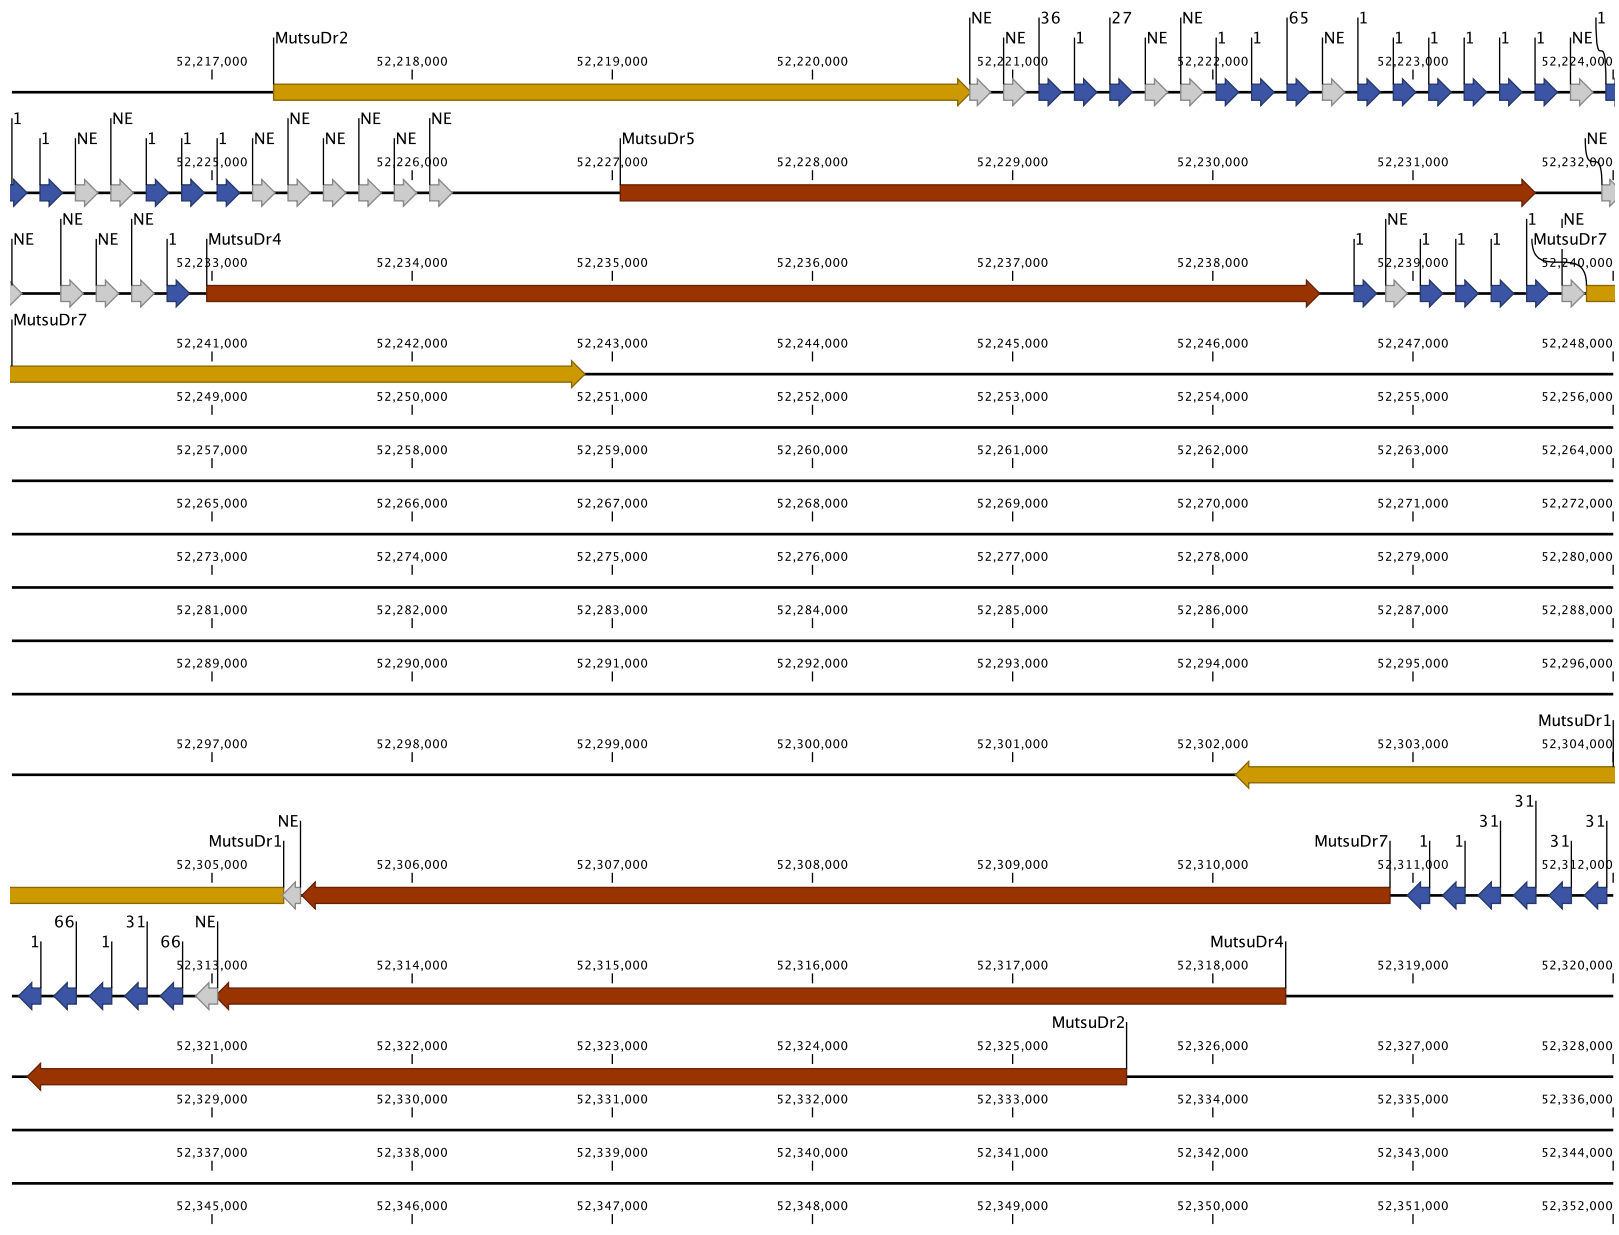 NE 36 27 NE 65 1 1
MutsuDr2 NE 1 NE 1 1 NE 1 1 1 1 1 NE
52,217,000 52,218,000 52,219,000 52,220,000 52,221,000 52,222,000 52,223,000 52,224,000
1 NE NE NE NE
1 NE 1 1 1 NE NE NE MutsuDr5 NE
52,225,000 52,226,000 52,227,000 52,228,000 52,229,000 52,230,000 52,231,000 52,232,000
NE NE NE 1 NE
NE NE 1 MutsuDr4 1 1 1 1 MutsuDr7
52,233,000 52,234,000 52,235,000 52,236,000 52,237,000 52,238,000 52,239,000 52,240,000
MutsuDr7
52,241,000 52,242,000 52,243,000 52,244,000 52,245,000 52,246,000 52,247,000 52,248,000
52,249,000 52,250,000 52,251,000 52,252,000 52,253,000 52,254,000 52,255,000 52,256,000
52,257,000 52,258,000 52,259,000 52,260,000 52,261,000 52,262,000 52,263,000 52,264,000
52,265,000 52,266,000 52,267,000 52,268,000 52,269,000 52,270,000 52,271,000 52,272,000
52,273,000 52,274,000 52,275,000 52,276,000 52,277,000 52,278,000 52,279,000 52,280,000
52,281,000 52,282,000 52,283,000 52,284,000 52,285,000 52,286,000 52,287,000 52,288,000
52,289,000 52,290,000 52,291,000 52,292,000 52,293,000 52,294,000 52,295,000 52,296,000
MutsuDr1
52,297,000 52,298,000 52,299,000 52,300,000 52,301,000 52,302,000 52,303,000 52,304,000
31
NE 31 31
MutsuDr1 MutsuDr7 1 1 31
52,305,000 52,306,000 52,307,000 52,308,000 52,309,000 52,310,000 52,311,000 52,312,000
66 31 NE
1 1 66 MutsuDr4
52,313,000 52,314,000 52,315,000 52,316,000 52,317,000 52,318,000 52,319,000 52,320,000
MutsuDr2
52,321,000 52,322,000 52,323,000 52,324,000 52,325,000 52,326,000 52,327,000 52,328,000
52,329,000 52,330,000 52,331,000 52,332,000 52,333,000 52,334,000 52,335,000 52,336,000
52,337,000 52,338,000 52,339,000 52,340,000 52,341,000 52,342,000 52,343,000 52,344,000
52,345,000 52,346,000 52,347,000 52,348,000 52,349,000 52,350,000 52,351,000 52,352,000